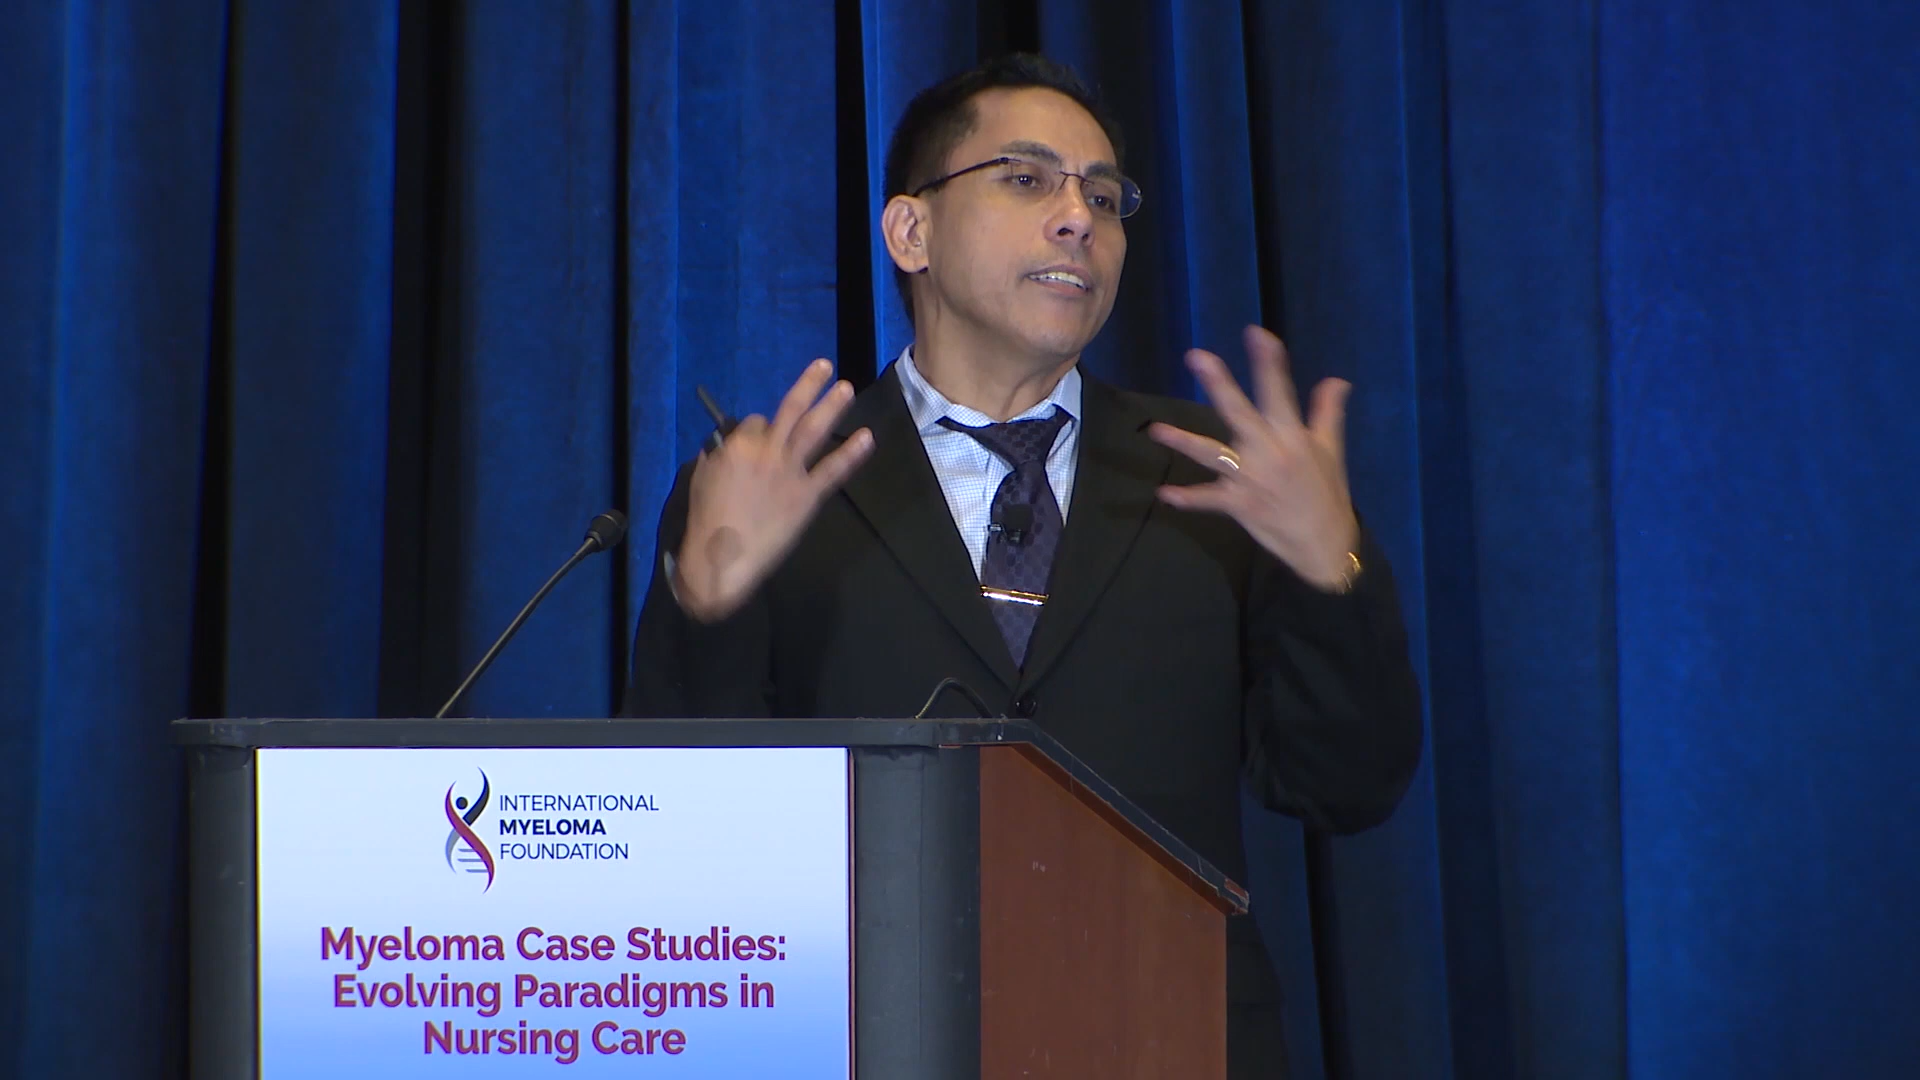 INTERNATIONAL
MYELOMA
FOUNDATION
Myeloma Case Studies:
Evolving Paradigms in
Nursing Care